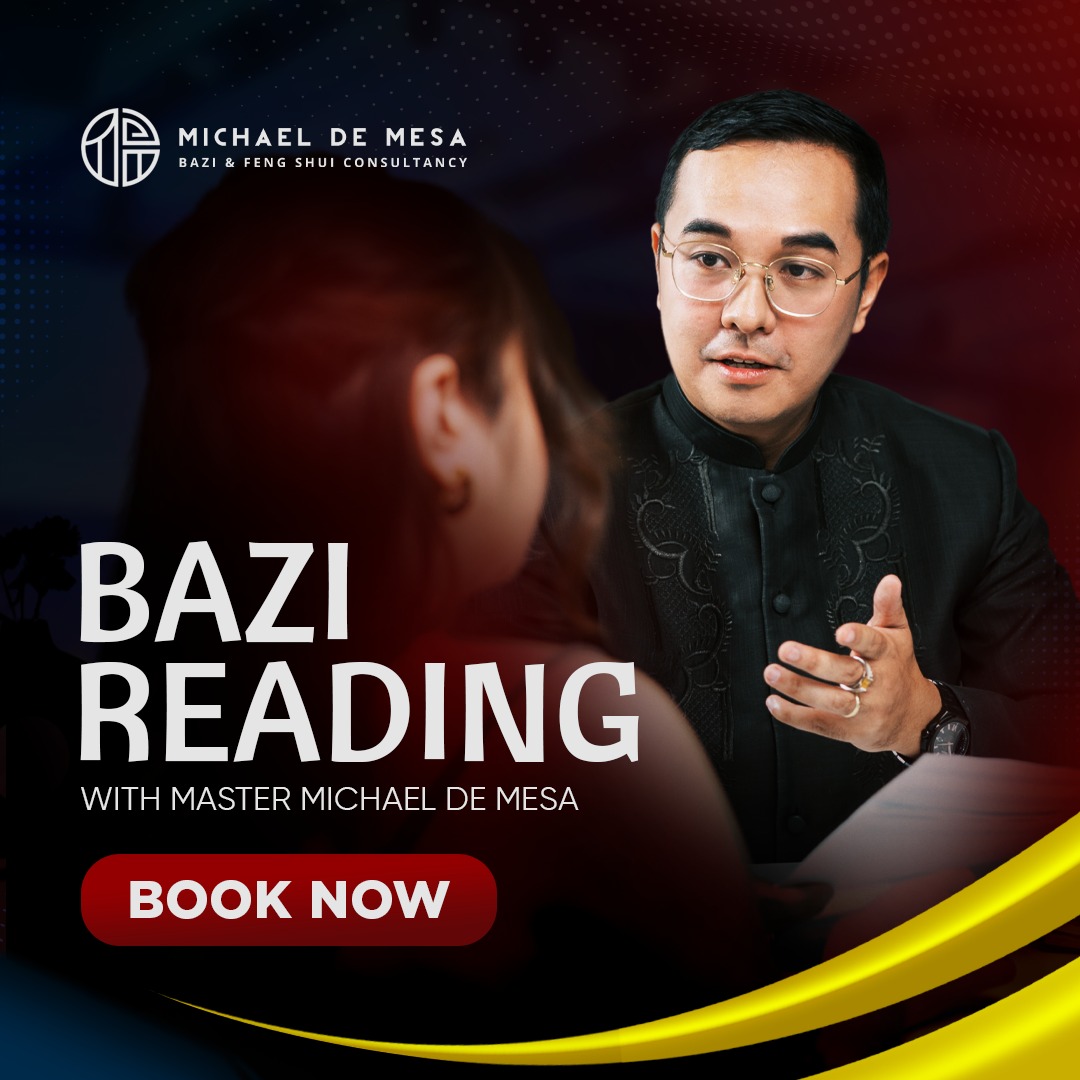 MICHAEL DE MESA
BAZI & FENG SHUI CONSULTANCY
BAZI
READING
WITH MASTER MICHAEL DE MESA
BOOK NOW